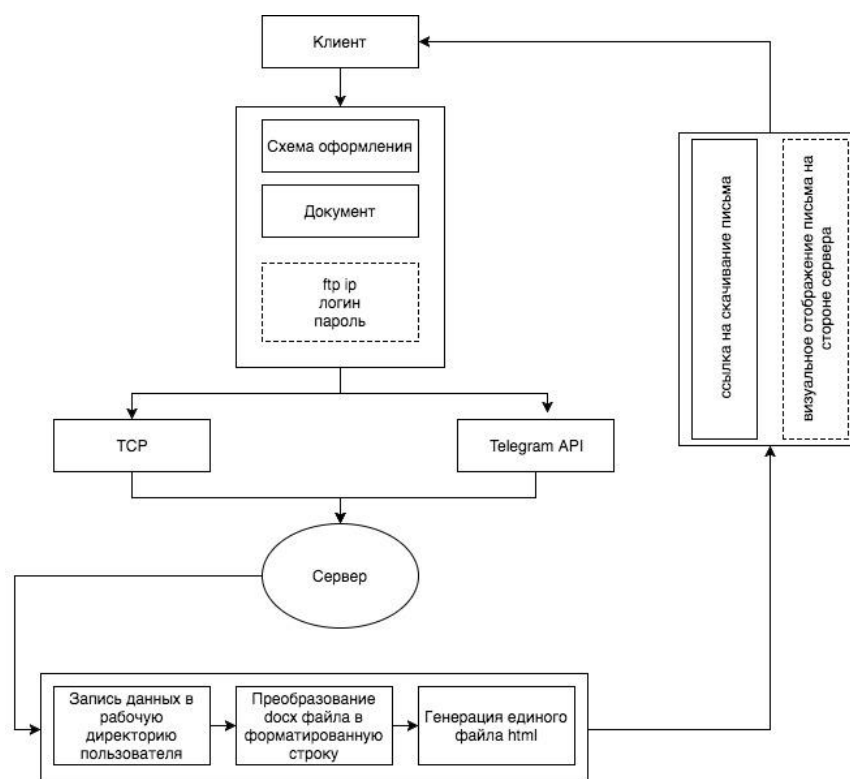 Клиент
Схема оформления
Документ
ftp ip
логин
пароль
TCP
Telegram API
Сервер
Запись данных в
рабочую
директорию
пользователя
Преобразование
docx файла в
форматированную
строку
Генерация единого
файла html
ссылка на скачивание письма
визуальное отображение письма на
стороне сервера